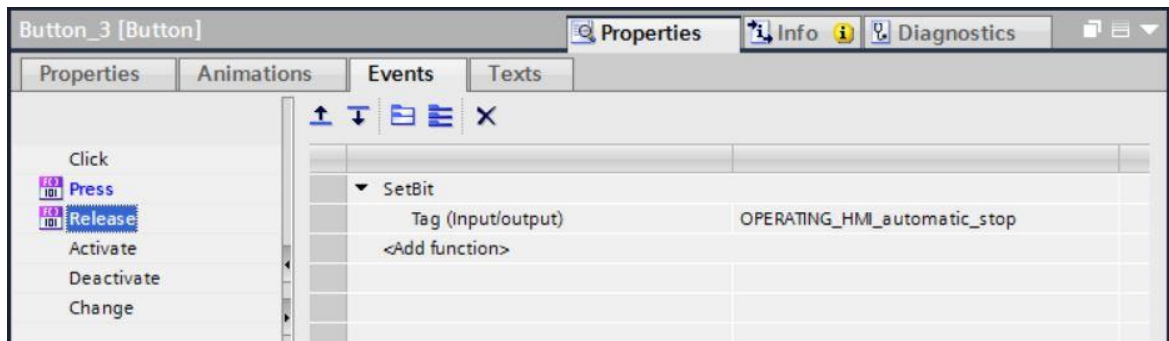 Button_3 [Button]
Properties Info Diagnostics
Properties Animations Events Texts
Click
Press
Release
Activate
Deactivate
Change
SetBit
Tag (Input/output) OPERATING_HMI_automatic_stop
<Add function>